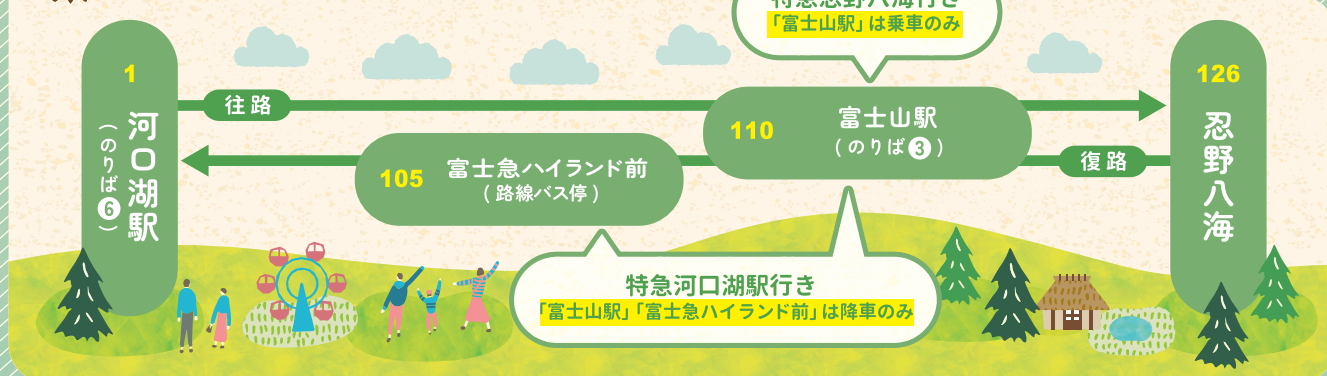 特急忍野八海行き
「富士山駅」は乗車のみ
1
河口湖駅
(のりば6)
往路
105
富士急ハイランド前
(路線バス停)
110
富士山駅
(のりば3)
復路
126
忍野八海
特急河口湖駅行き
「富士山駅」「富士急ハイランド前」は降車のみ